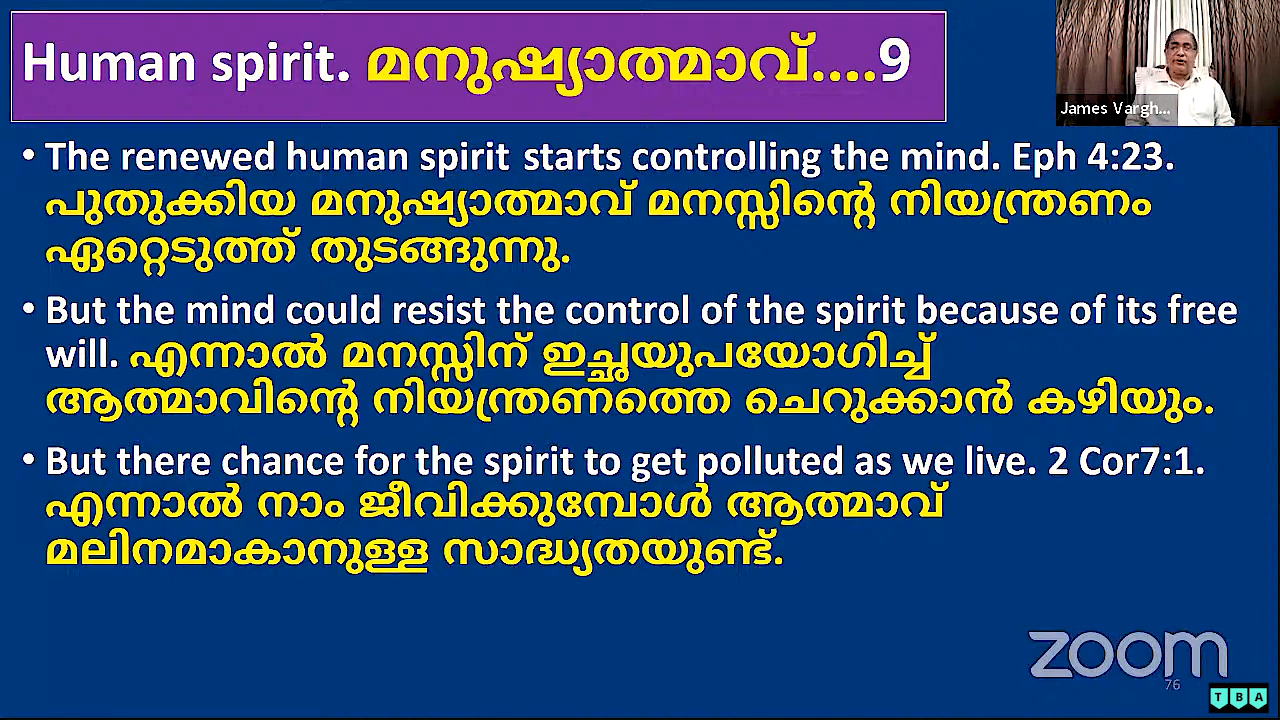 Human spirit. മനുഷ്യാത്മാവ്....9
James Vargh...
• The renewed human spirit starts controlling the mind. Eph 4:23.
പുതുക്കിയ മനുഷ്യാത്മാവ് മനസ്സിന്റെ നിയന്ത്രണം
ഏറ്റെടുത്ത് തുടങ്ങുന്നു.
• But the mind could resist the control of the spirit because of its free
will. എന്നാൽ മനസ്സിന് ഇച്ഛയുപയോഗിച്ച്
ആത്മാവിന്റെ നിയന്ത്രണത്തെ ചെറുക്കാൻ കഴിയും.
• But there chance for the spirit to get polluted as we live. 2 Cor7:1.
എന്നാൽ നാം ജീവിക്കുമ്പോൾ ആത്മാവ്
മലിനമാകാനുള്ള സാദ്ധ്യതയുണ്ട്.
zoom
76
TBA